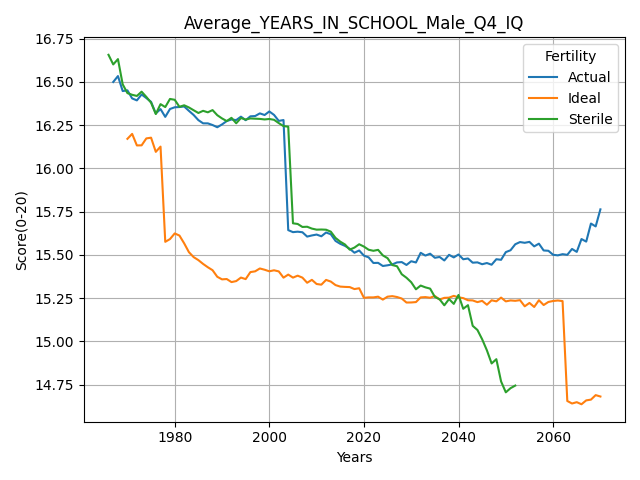 Average_YEARS_IN_SCHOOL_Male_Q4_IQ
Fertility
Actual
Ideal
Sterile
Score(0-20)
16.75
16.50
16.25
16.00
15.75
15.50
15.25
15.00
14.75
1980 2000 2020 2040 2060
Years